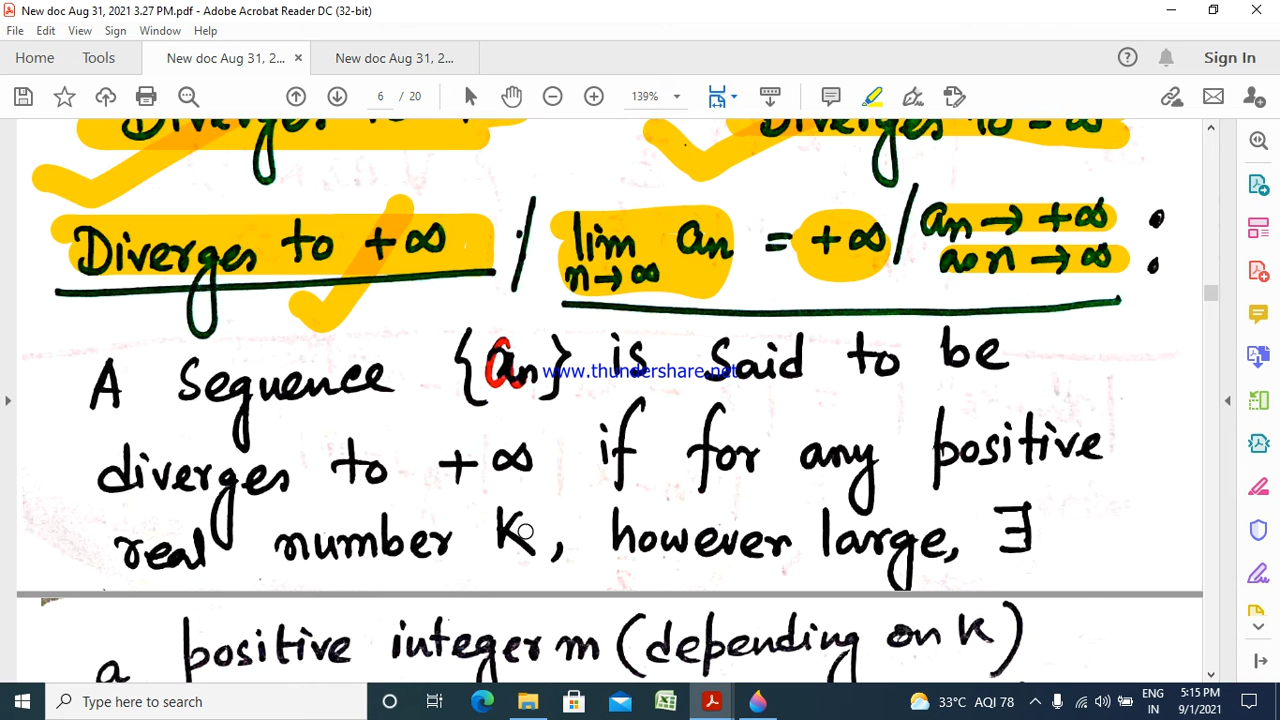 New doc Aug 31, 2021 3.27 PM.pdf - Adobe Acrobat Reader DC (32-bit)
File Edit View Sign Window Help
Home Tools New doc Aug 31, 2... × New doc Aug 31, 2... Sign In
6 / 20 139%
Diverges to Diverges to - ∞
Diverges to +∞ / lim n→∞ an = +∞ / an → +∞ as n → ∞ :
A sequence {an} is said to be
www.thundershare.net
diverges to +∞ if for any positive
real number K, however large, ∃
a positive integer m (depending on K)
Type here to search
33°C AQI 78 ENG IN 5:15 PM 9/1/2021